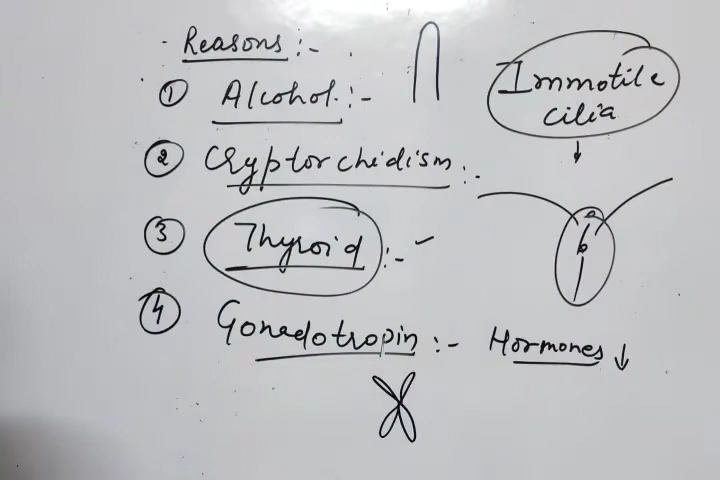 Reasons :-
① Alcohol :-
② Cryptorchidism :-
③ Thyroid :- ✓
④ Gonadotropin :- Hormones ↓
Immotile
cilia
↓